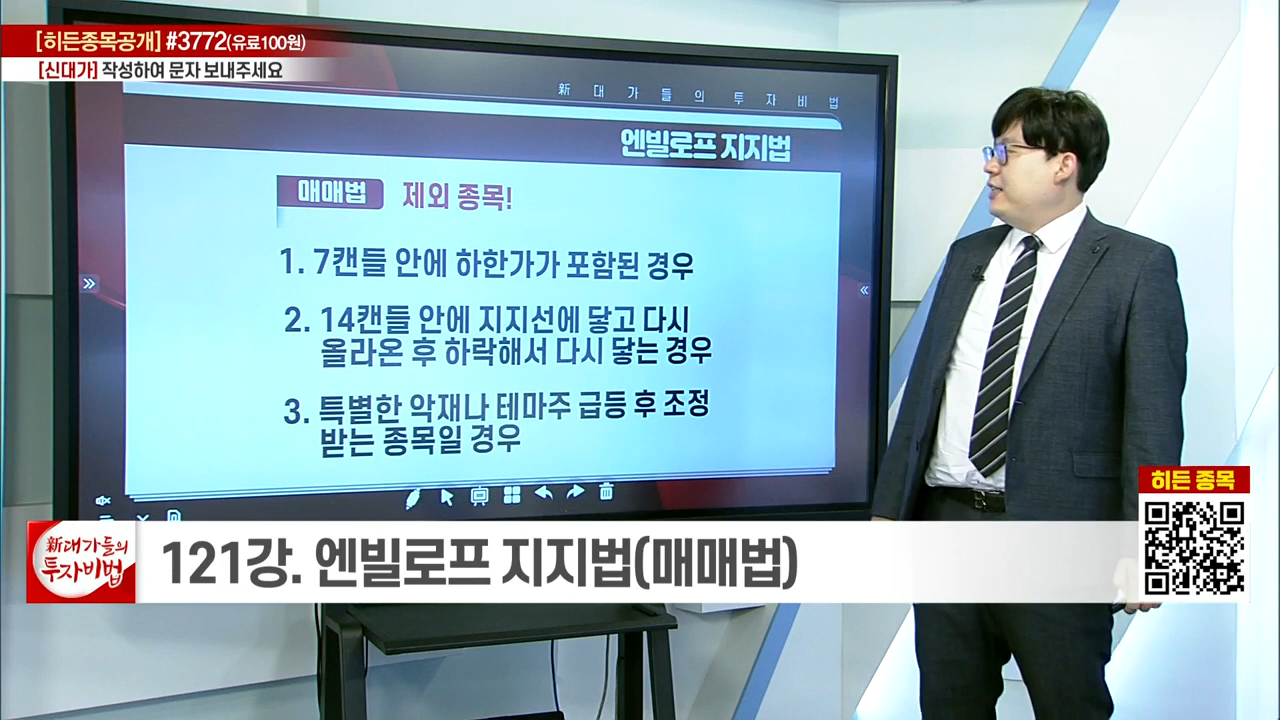 [히든종목공개] #3772(유료100원)
[신대가] 작성하여 문자 보내주세요
新 대 가 들 의 투 자 비 법
엔빌로프 지지법
매매법 제외 종목!
1. 7캔들 안에 하한가가 포함된 경우
2. 14캔들 안에 지지선에 닿고 다시
올라온 후 하락해서 다시 닿는 경우
3. 특별한 악재나 테마주 급등 후 조정
받는 종목일 경우
히든 종목
新대가들의
투자비법
121강. 엔빌로프 지지법(매매법)